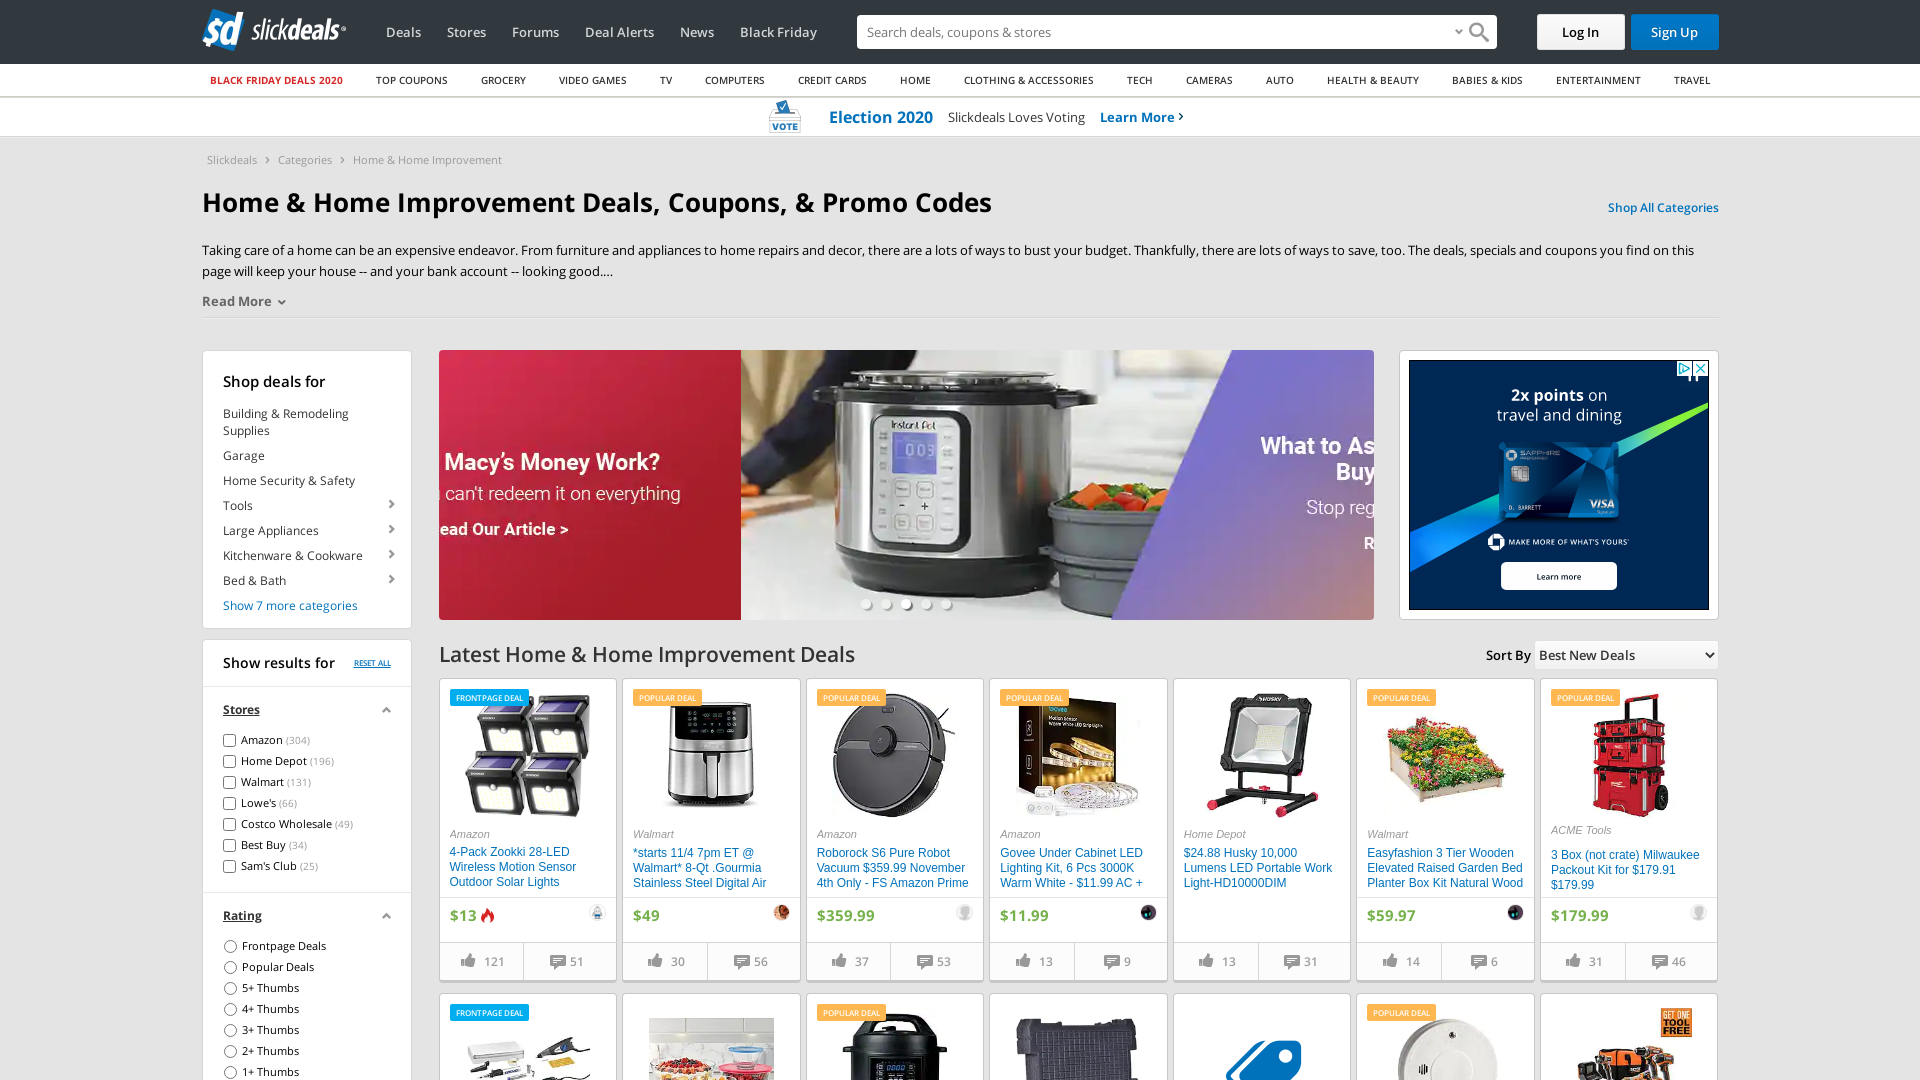 sd slickdeals
Deals
Stores
Forums
Deal Alerts
News
Black Friday
Search deals, coupons & stores
Log In
Sign Up
BLACK FRIDAY DEALS 2020
TOP COUPONS
GROCERY
VIDEO GAMES
TV
COMPUTERS
CREDIT CARDS
HOME
CLOTHING & ACCESSORIES
TECH
CAMERAS
AUTO
HEALTH & BEAUTY
BABIES & KIDS
ENTERTAINMENT
TRAVEL
VOTE
Election 2020 Slickdeals Loves Voting Learn More
Slickdeals > Categories > Home & Home Improvement
Home & Home Improvement Deals, Coupons, & Promo Codes
Shop All Categories
Taking care of a home can be an expensive endeavor. From furniture and appliances to home repairs and decor, there are a lots of ways to bust your budget. Thankfully, there are lots of ways to save, too. The deals, specials and coupons you find on
this page will keep your house -- and your bank account -- looking good....
Read More
Shop deals for
Building & Remodeling
Supplies
Garage
Home Security & Safety
Tools
Large Appliances
Kitchenware & Cookware
Bed & Bath
Show 7 more categories
Macy's Money Work?
can't redeem it on everything
ead Our Article >
Instant Pot
What to As
Buy
Stop reg
R
2x points on
travel and dining
SAPPHIRE
VISA
D. BARRETT
MAKE MORE OF WHAT'S YOURS
Learn more
Show results for
RESET ALL
Stores
Amazon (304)
Home Depot (196)
Walmart (131)
Lowe's (66)
Costco Wholesale (49)
Best Buy (34)
Sam's Club (25)
Rating
Frontpage Deals
Popular Deals
5+ Thumbs
4+ Thumbs
3+ Thumbs
2+ Thumbs
1+ Thumbs
Latest Home & Home Improvement Deals
Sort By Best New Deals
FRONTPAGE DEAL
Amazon
4-Pack Zookki 28-LED
Wireless Motion Sensor
Outdoor Solar Lights
$13
121
51
POPULAR DEAL
Walmart
*starts 11/4 7pm ET @
Walmart* 8-Qt .Gourmia
Stainless Steel Digital Air
$49
30
56
POPULAR DEAL
Amazon
Roborock S6 Pure Robot
Vacuum $359.99 November
4th Only - FS Amazon Prime
$359.99
37
53
POPULAR DEAL
Govee
Amazon
Govee Under Cabinet LED
Lighting Kit, 6 Pcs 3000K
Warm White - $11.99 AC +
$11.99
13
9
HUSKY
Home Depot
$24.88 Husky 10,000
Lumens LED Portable Work
Light-HD10000DIM
13
31
POPULAR DEAL
Walmart
Easyfashion 3 Tier Wooden
Elevated Raised Garden Bed
Planter Box Kit Natural Wood
$59.97
14
6
POPULAR DEAL
ACME Tools
3 Box (not crate) Milwaukee
Packout Kit for $179.91
$179.99
$179.99
31
46
FRONTPAGE DEAL
POPULAR DEAL
POPULAR DEAL
GET ONE
TOOL
FREE